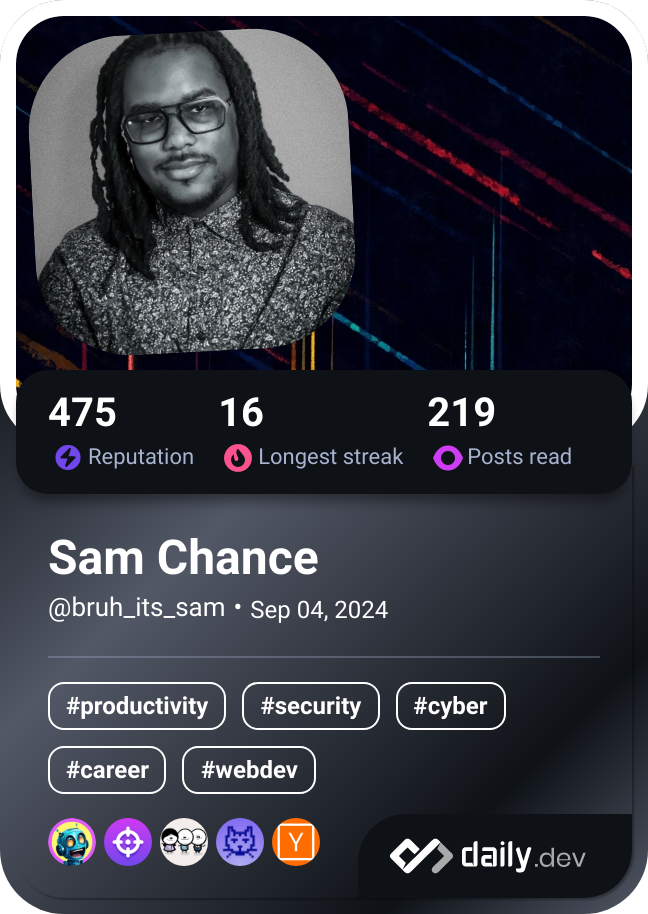 475 16 219
Reputation Longest streak Posts read
Sam Chance
@bruh_its_sam • Sep 04, 2024
#productivity #security #cyber
#career #webdev
Y
daily.dev